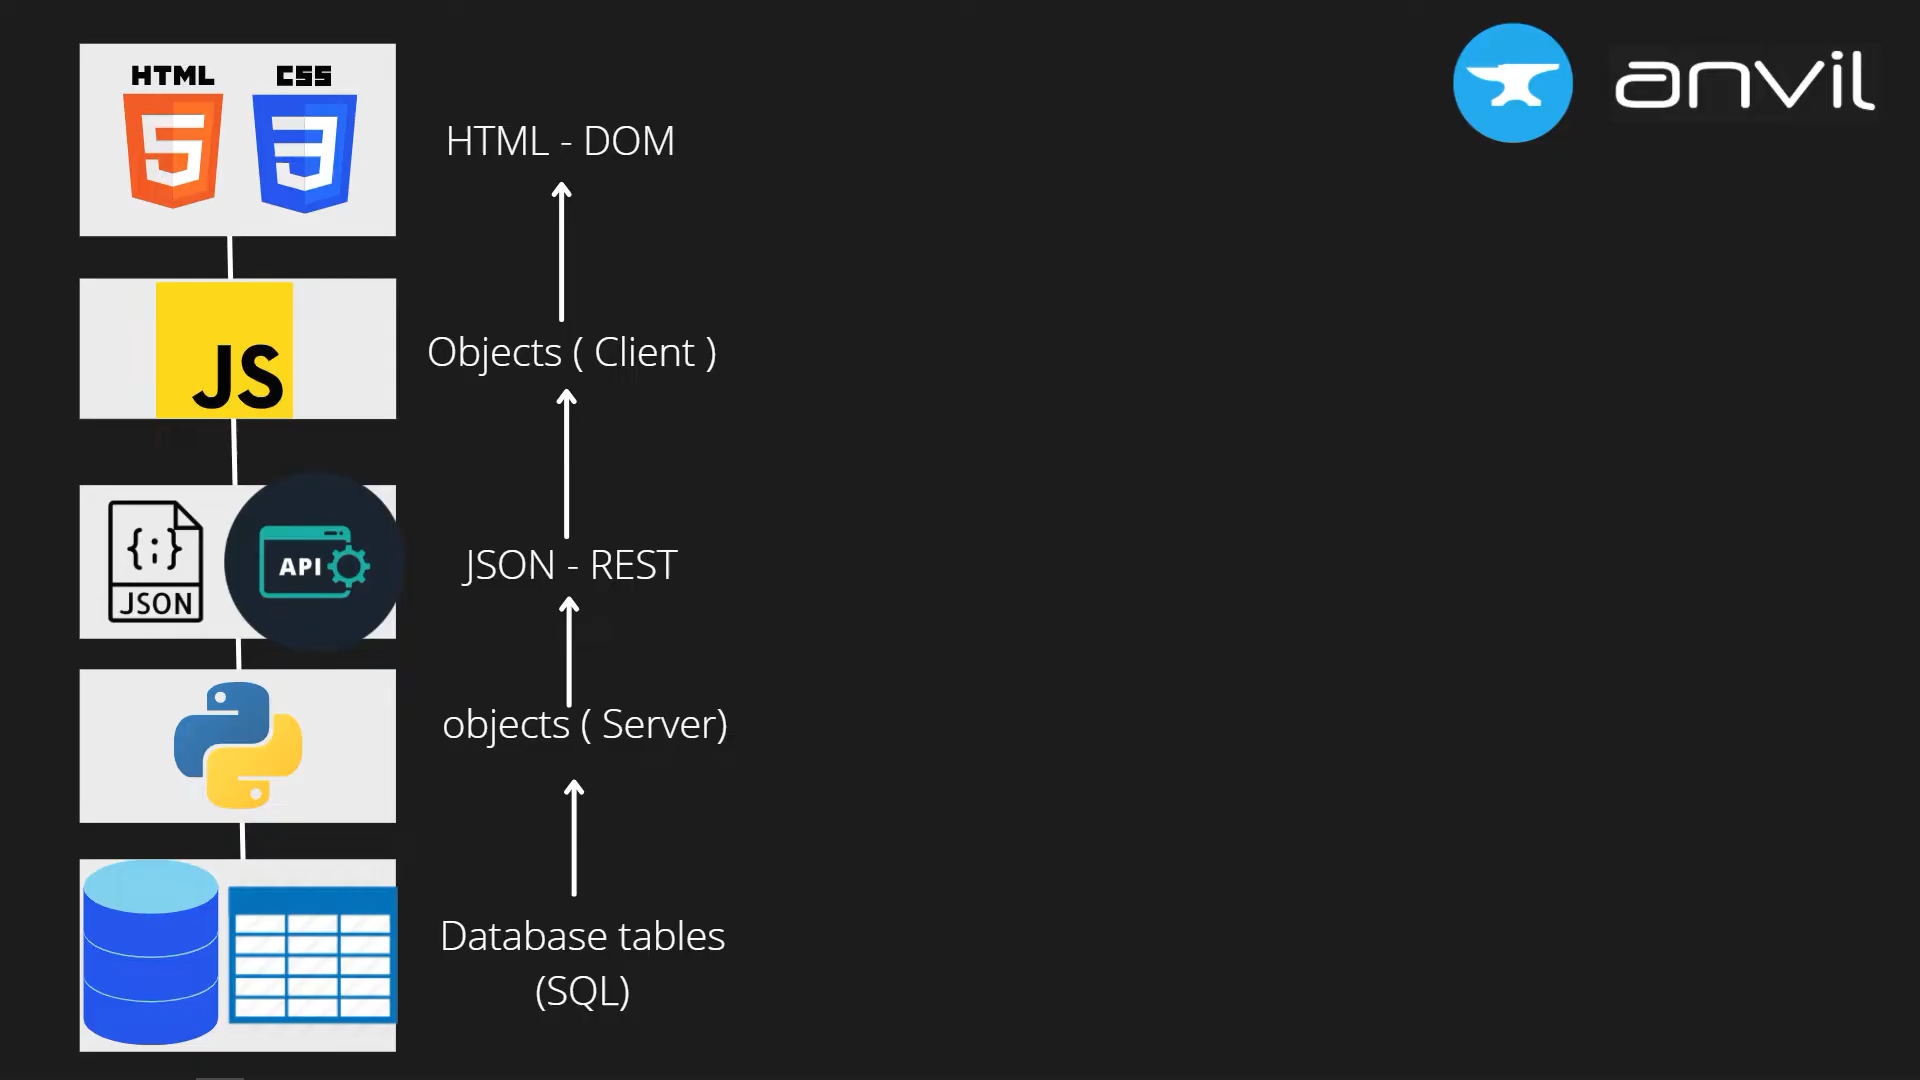 HTML CSS
HTML - DOM
anvil
JS
Objects ( Client )
{;}
JSON
API
JSON - REST
objects ( Server)
Database tables
(SQL)